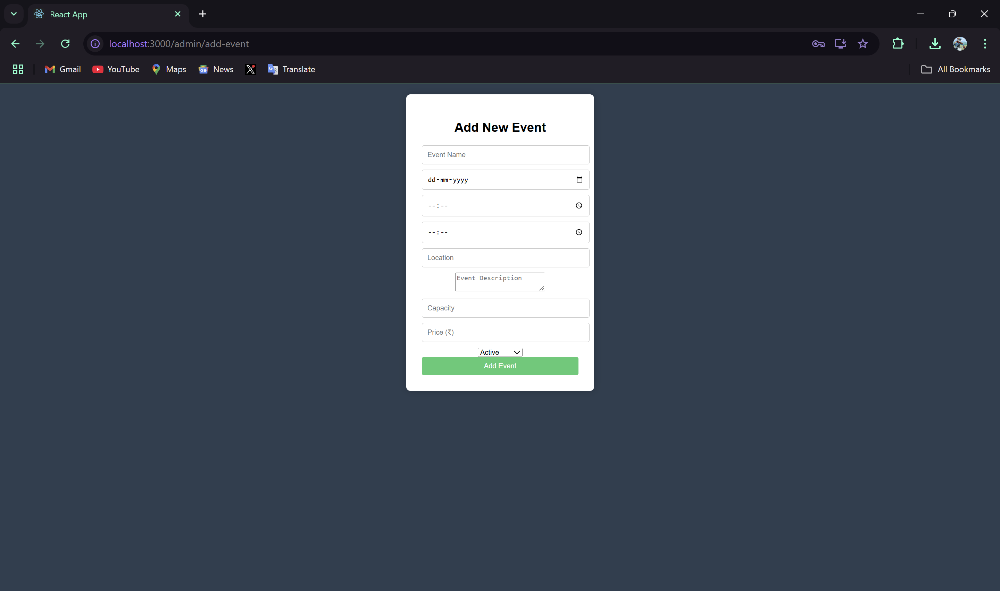 React App
localhost:3000/admin/add-event
Gmail YouTube Maps News Translate All Bookmarks
Add New Event
Event Name
dd-mm-yyyy
--:--
--:--
Location
Event Description
Capacity
Price (₹)
Active
Add Event